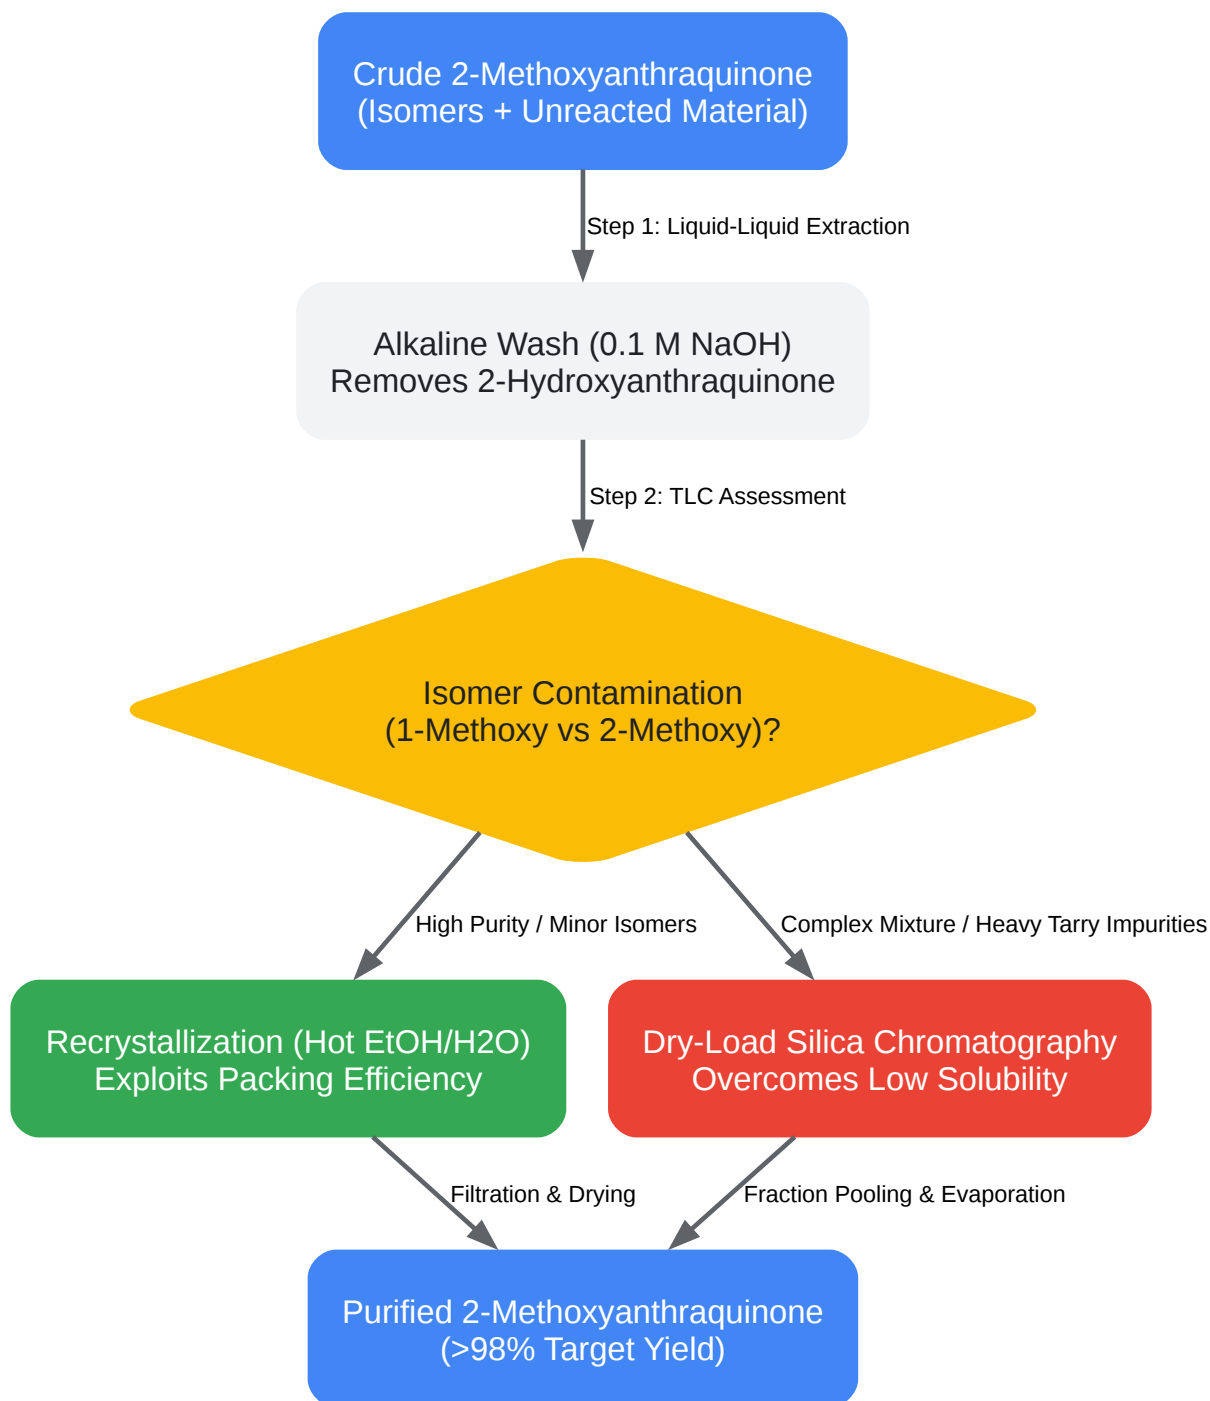 Crude 2-Methoxyanthraquinone
(Isomers + Unreacted Material)
Step 1: Liquid-Liquid Extraction
Alkaline Wash (0.1 M NaOH)
Removes 2-Hydroxyanthraquinone
Step 2: TLC Assessment
Isomer Contamination
(1-Methoxy vs 2-Methoxy)?
High Purity / Minor Isomers
Complex Mixture / Heavy Tarry Impurities
Recrystallization (Hot EtOH/H2O)
Exploits Packing Efficiency
Dry-Load Silica Chromatography
Overcomes Low Solubility
Filtration & Drying
Fraction Pooling & Evaporation
Purified 2-Methoxyanthraquinone
(>98% Target Yield)